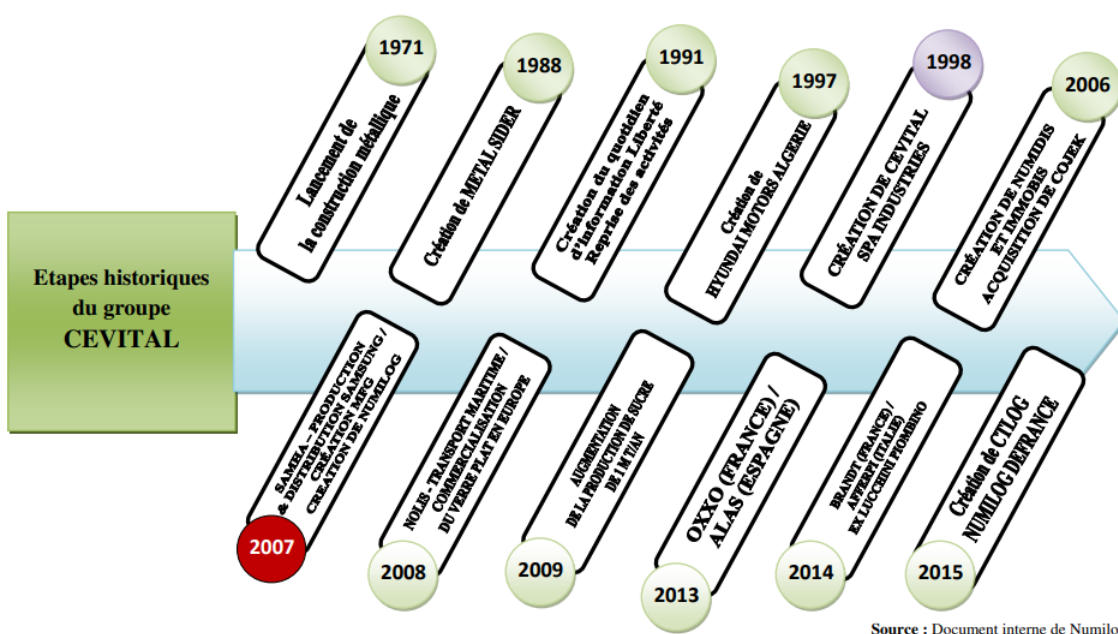 Etapes historiques
du groupe
CEVITAL
1971
Lancement de
la construction métallique
1988
Création de METAL SIDER
1991
Création du quotidien
d'information Liberté
Reprise des activités
1997
Création de
HYUNDAI MOTORS ALGERIE
1998
CRÉATION DE CEVITAL
SPA INDUSTRIES
2006
CRÉATION DE NUMIDIS
ET IMMOBIS
ACQUISITION DE COJEK
SAMHA – PRODUCTION
& DISTRIBUTION SAMSUNG /
CRÉATION MFG
CREATION DE NUMILOG
2007
NOLIS - TRANSPORT MARITIME /
COMMERCIALISATION
DU VERRE PLAT EN EUROPE
2008
AUGMENTATION
DE LA PRODUCTION DE SUCRE
DE 1 M T/AN
2009
OXXO (FRANCE) /
ALAS (ESPAGNE)
2013
BRANDT (FRANCE) /
AFFERPI (ITALIE)
EX LUCCHINI PIOMBINO
2014
Création de CTLOG
NUMILOG DEFRANCE
2015
Source : Document interne de Numilo